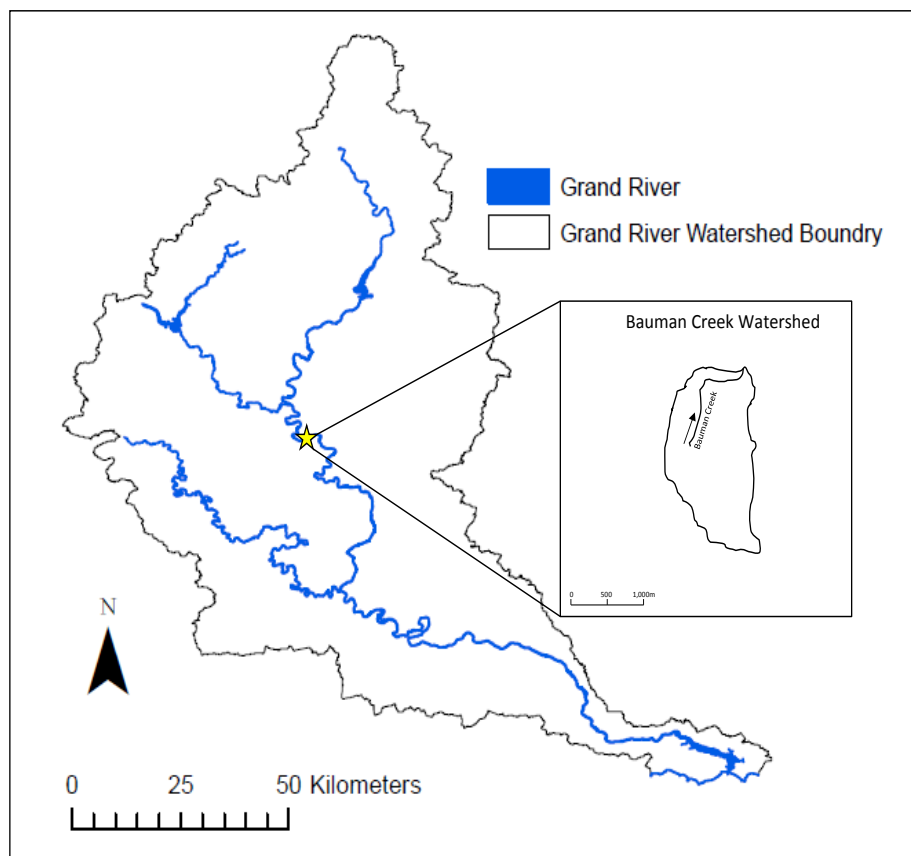 Grand River
Grand River Watershed Boundry
Bauman Creek Watershed
Bauman Creek
0 500 1,000m
N
0 25 50 Kilometers